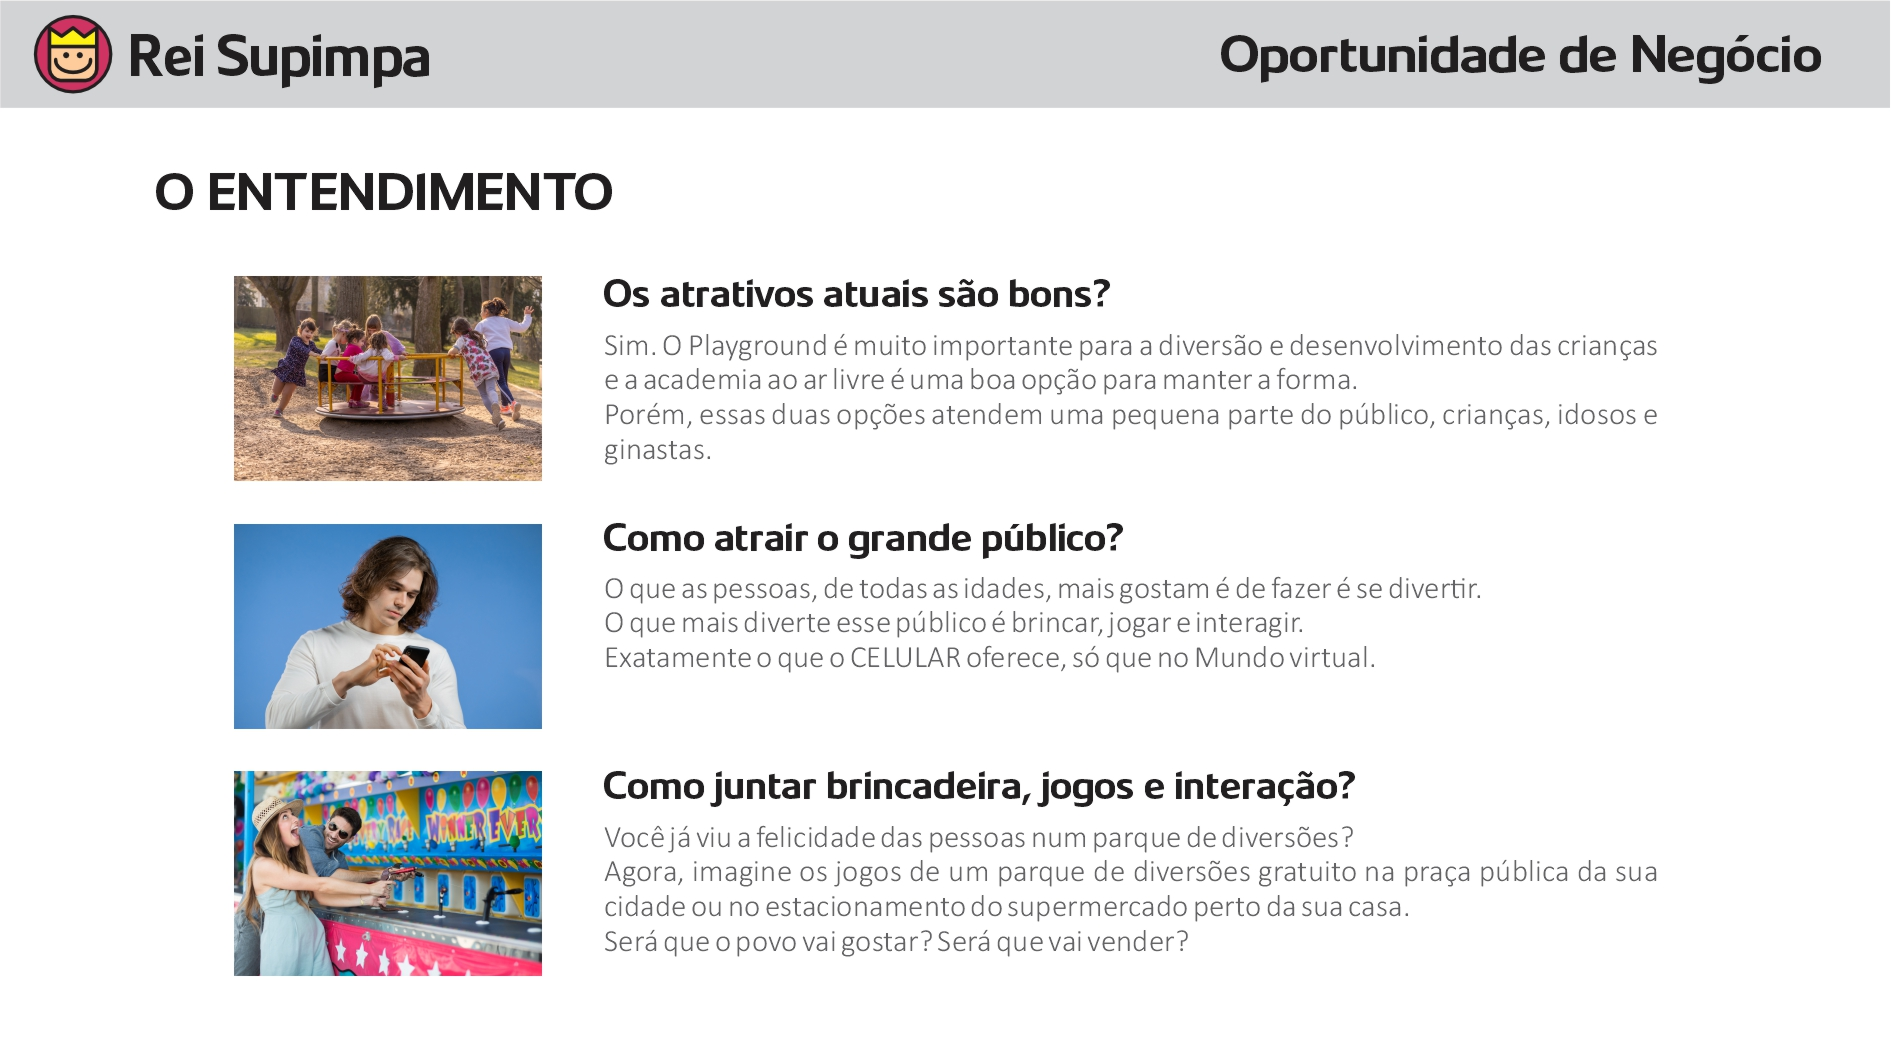 Rei Supimpa
Oportunidade de Negócio
O ENTENDIMENTO
Os atrativos atuais são bons?
Sim. O Playground é muito importante para a diversão e desenvolvimento das crianças
e a academia ao ar livre é uma boa opção para manter a forma.
Porém, essas duas opções atendem uma pequena parte do público, crianças, idosos e
ginastas.
Como atrair o grande público?
O que as pessoas, de todas as idades, mais gostam é de fazer é se divertir.
O que mais diverte esse público é brincar, jogar e interagir.
Exatamente o que o CELULAR oferece, só que no Mundo virtual.
WINNER EVERY
Como juntar brincadeira, jogos e interação?
Você já viu a felicidade das pessoas num parque de diversões?
Agora, imagine os jogos de um parque de diversões gratuito na praça pública da sua
cidade ou no estacionamento do supermercado perto da sua casa.
Será que o povo vai gostar? Será que vai vender?